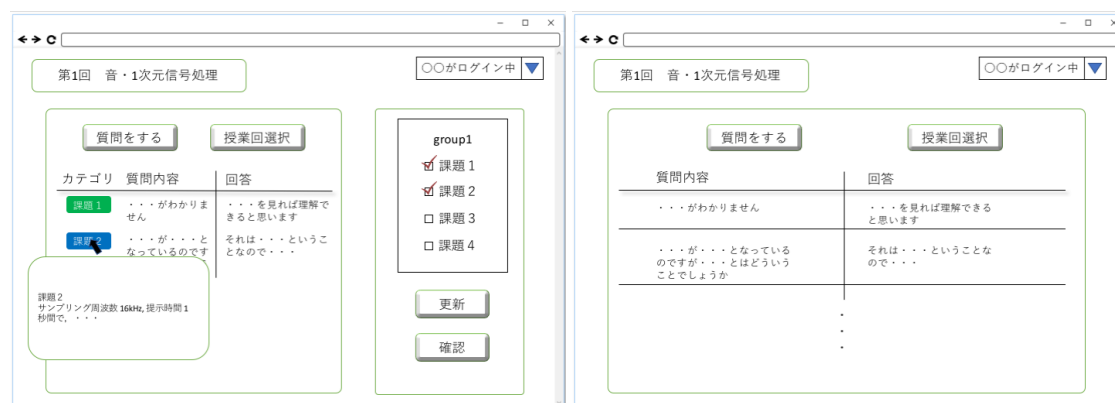 第1回 音・1次元信号処理
〇〇がログイン中
質問をする
授業回選択
カテゴリ 質問内容 回答
課題1
・・・がわかりま
せん
・・・を見れば理解で
きると思います
課題2
・・・が・・・と
なっているのです
それは・・・というこ
となので・・・
課題2
サンプリング周波数 16kHz, 提示時間 1
秒間で, ・・・
group1
課題1
課題2
課題3
課題4
更新
確認
第1回 音・1次元信号処理
〇〇がログイン中
質問をする
授業回選択
質問内容 回答
・・・がわかりません
・・・を見れば理解できる
と思います
・・・が・・・となっている
のですが・・・とはどういう
ことでしょうか
それは・・・ということな
ので・・・
・
・
・